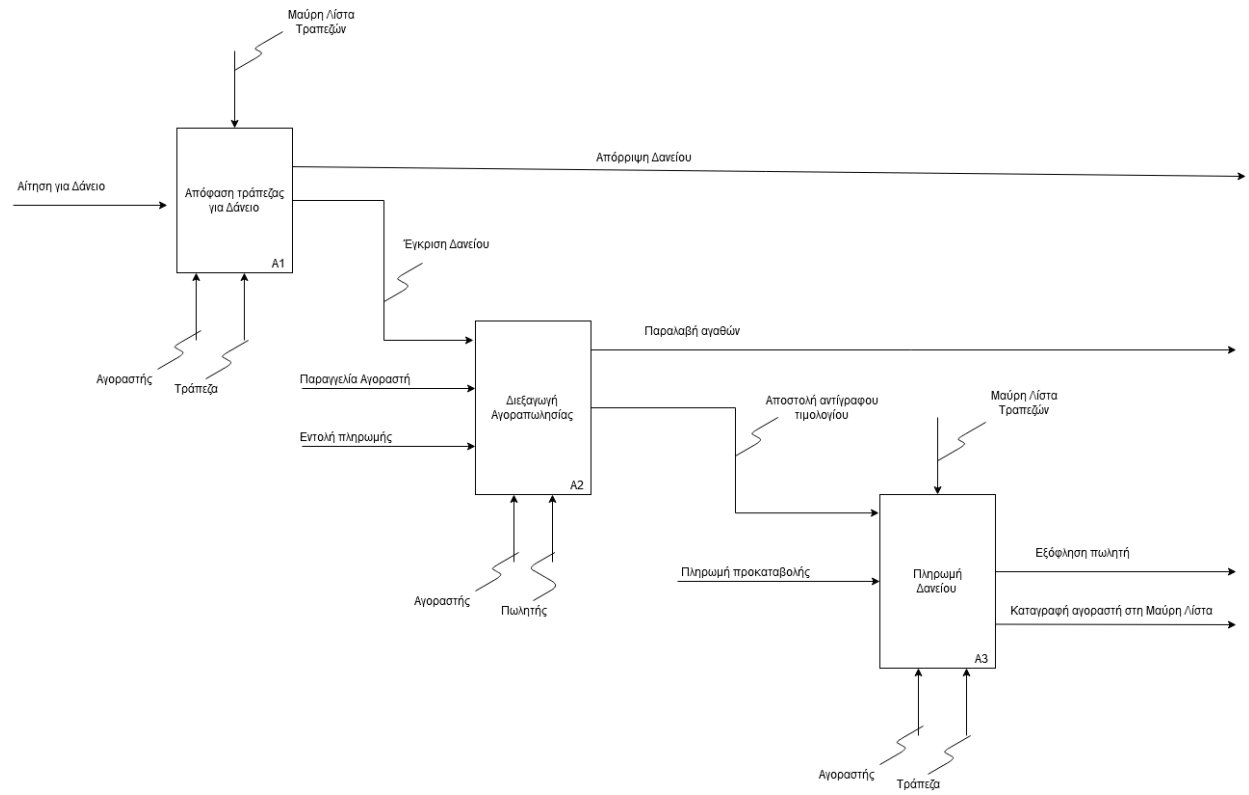 Μαύρη Λίστα
Τραπεζών
Απόρριψη Δανείου
Αίτηση για Δάνειο
Απόφαση τράπεζας
για Δάνειο
A1
Έγκριση Δανείου
Αγοραστής
Τράπεζα
Παραλαβή αγαθών
Παραγγελία Αγοραστή
Διεξαγωγή
Αγοραπωλησίας
Εντολή πληρωμής
A2
Αποστολή αντίγραφου
τιμολογίου
Μαύρη Λίστα
Τραπεζών
Αγοραστής
Πωλητής
Πληρωμή προκαταβολής
Πληρωμή
Δανείου
A3
Εξόφληση πωλητή
Καταγραφή αγοραστή στη Μαύρη Λίστα
Αγοραστής
Τράπεζα